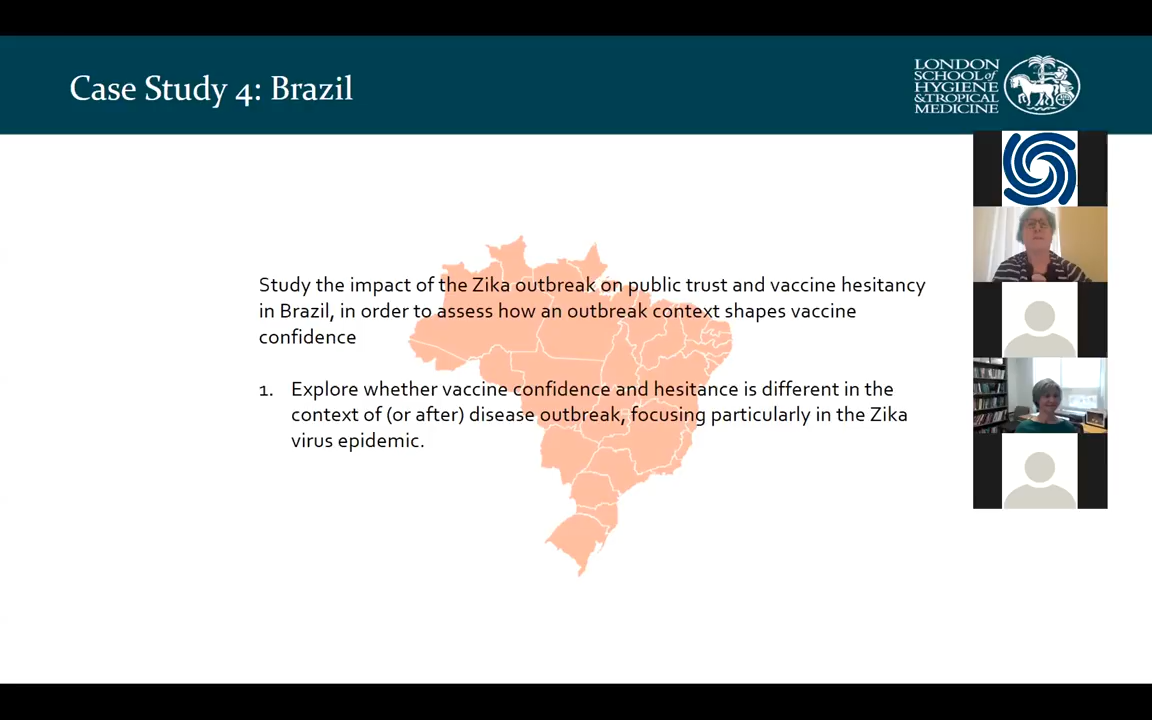 Case Study 4: Brazil
LONDON
SCHOOL of
HYGIENE
& TROPICAL
MEDICINE
Study the impact of the Zika outbreak on public trust and vaccine hesitancy
in Brazil, in order to assess how an outbreak context shapes vaccine
confidence
1. Explore whether vaccine confidence and hesitance is different in the
context of (or after) disease outbreak, focusing particularly in the Zika
virus epidemic.